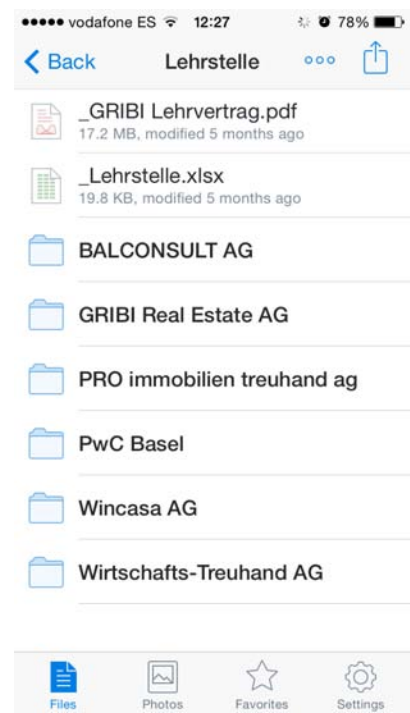 vodafone ES 12:27 78%
Back Lehrstelle
_GRIBI Lehrvertrag.pdf
17.2 MB, modified 5 months ago
_Lehrstelle.xlsx
19.8 KB, modified 5 months ago
BALCONSULT AG
GRIBI Real Estate AG
PRO immobilien treuhand ag
PwC Basel
Wincasa AG
Wirtschafts-Treuhand AG
Files Photos Favorites Settings